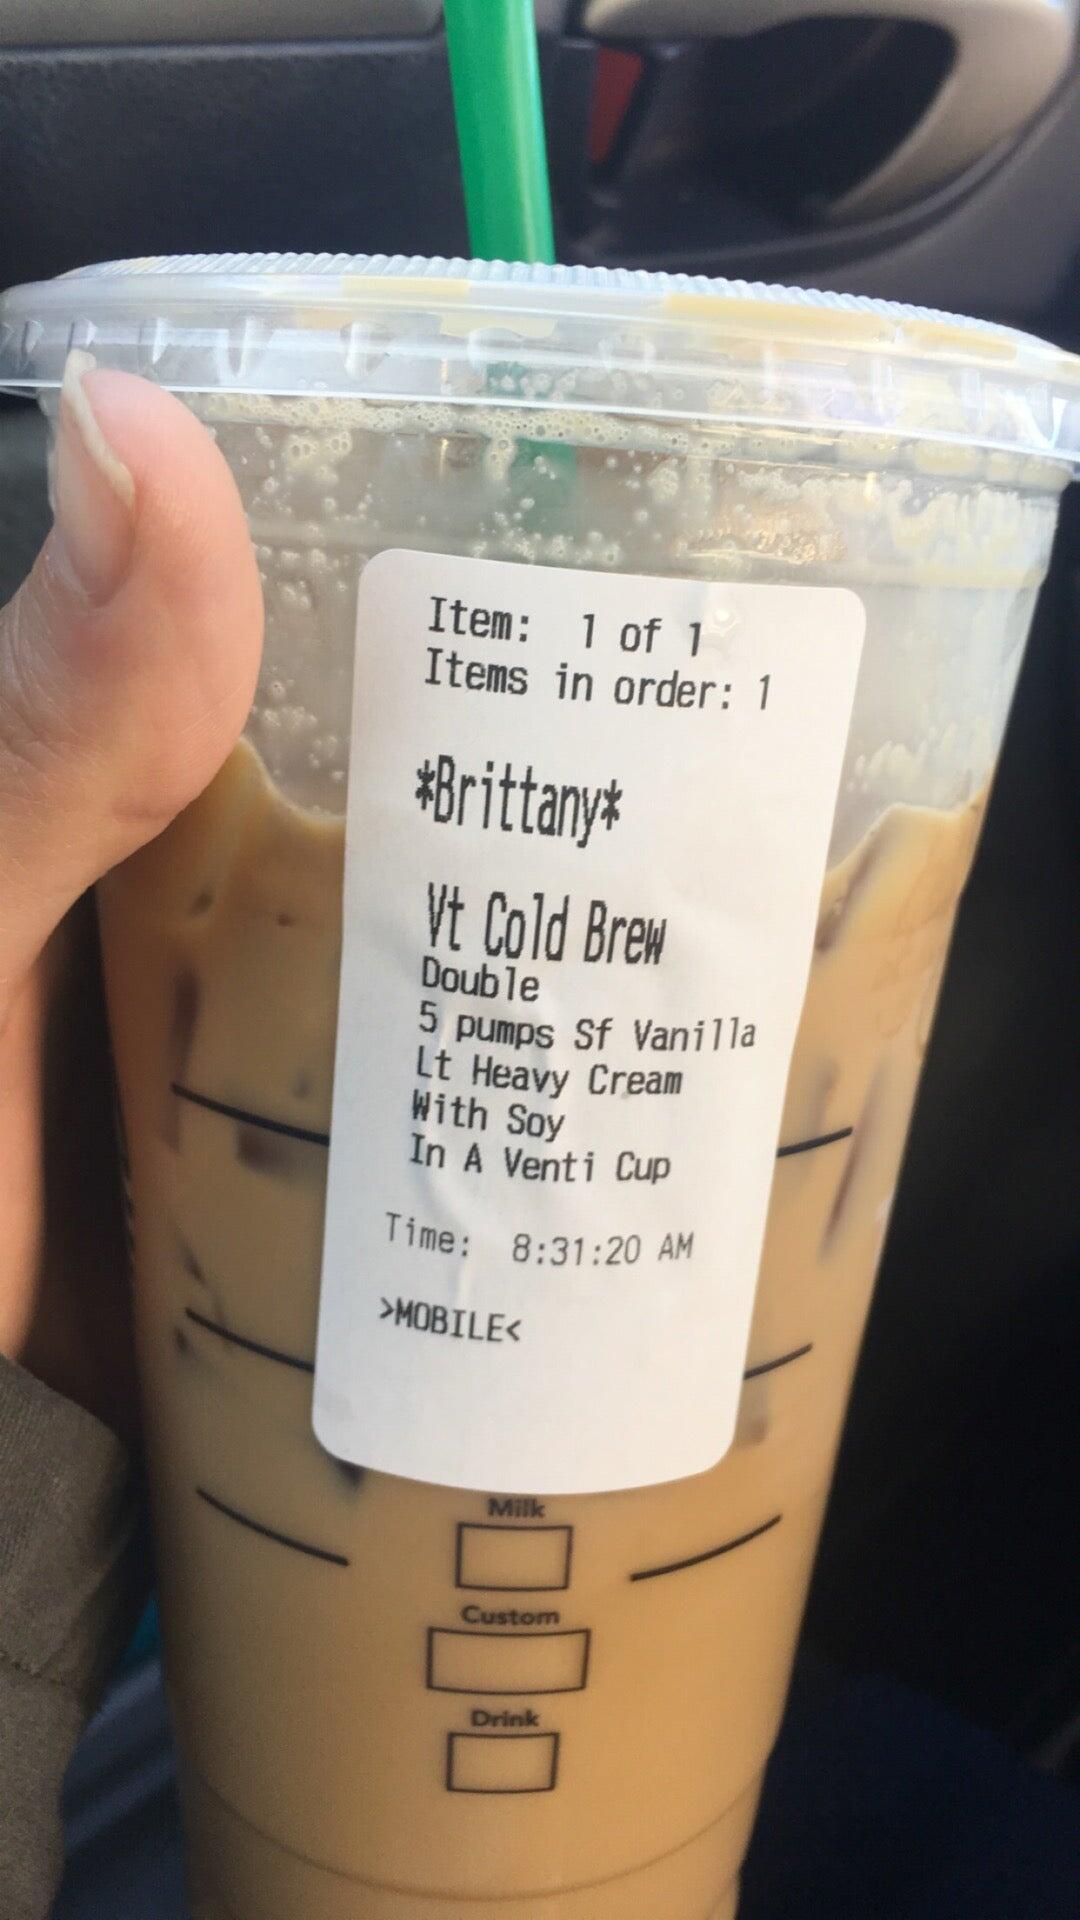 Item: 1 of 1
Items in order: 1
*Brittany*
Vt Cold Brew
Double
5 pumps Sf Vanilla
Lt Heavy Cream
With Soy
In A Venti Cup
Time: 8:31:20 AM
>MOBILE<
Milk
Custom
Drink